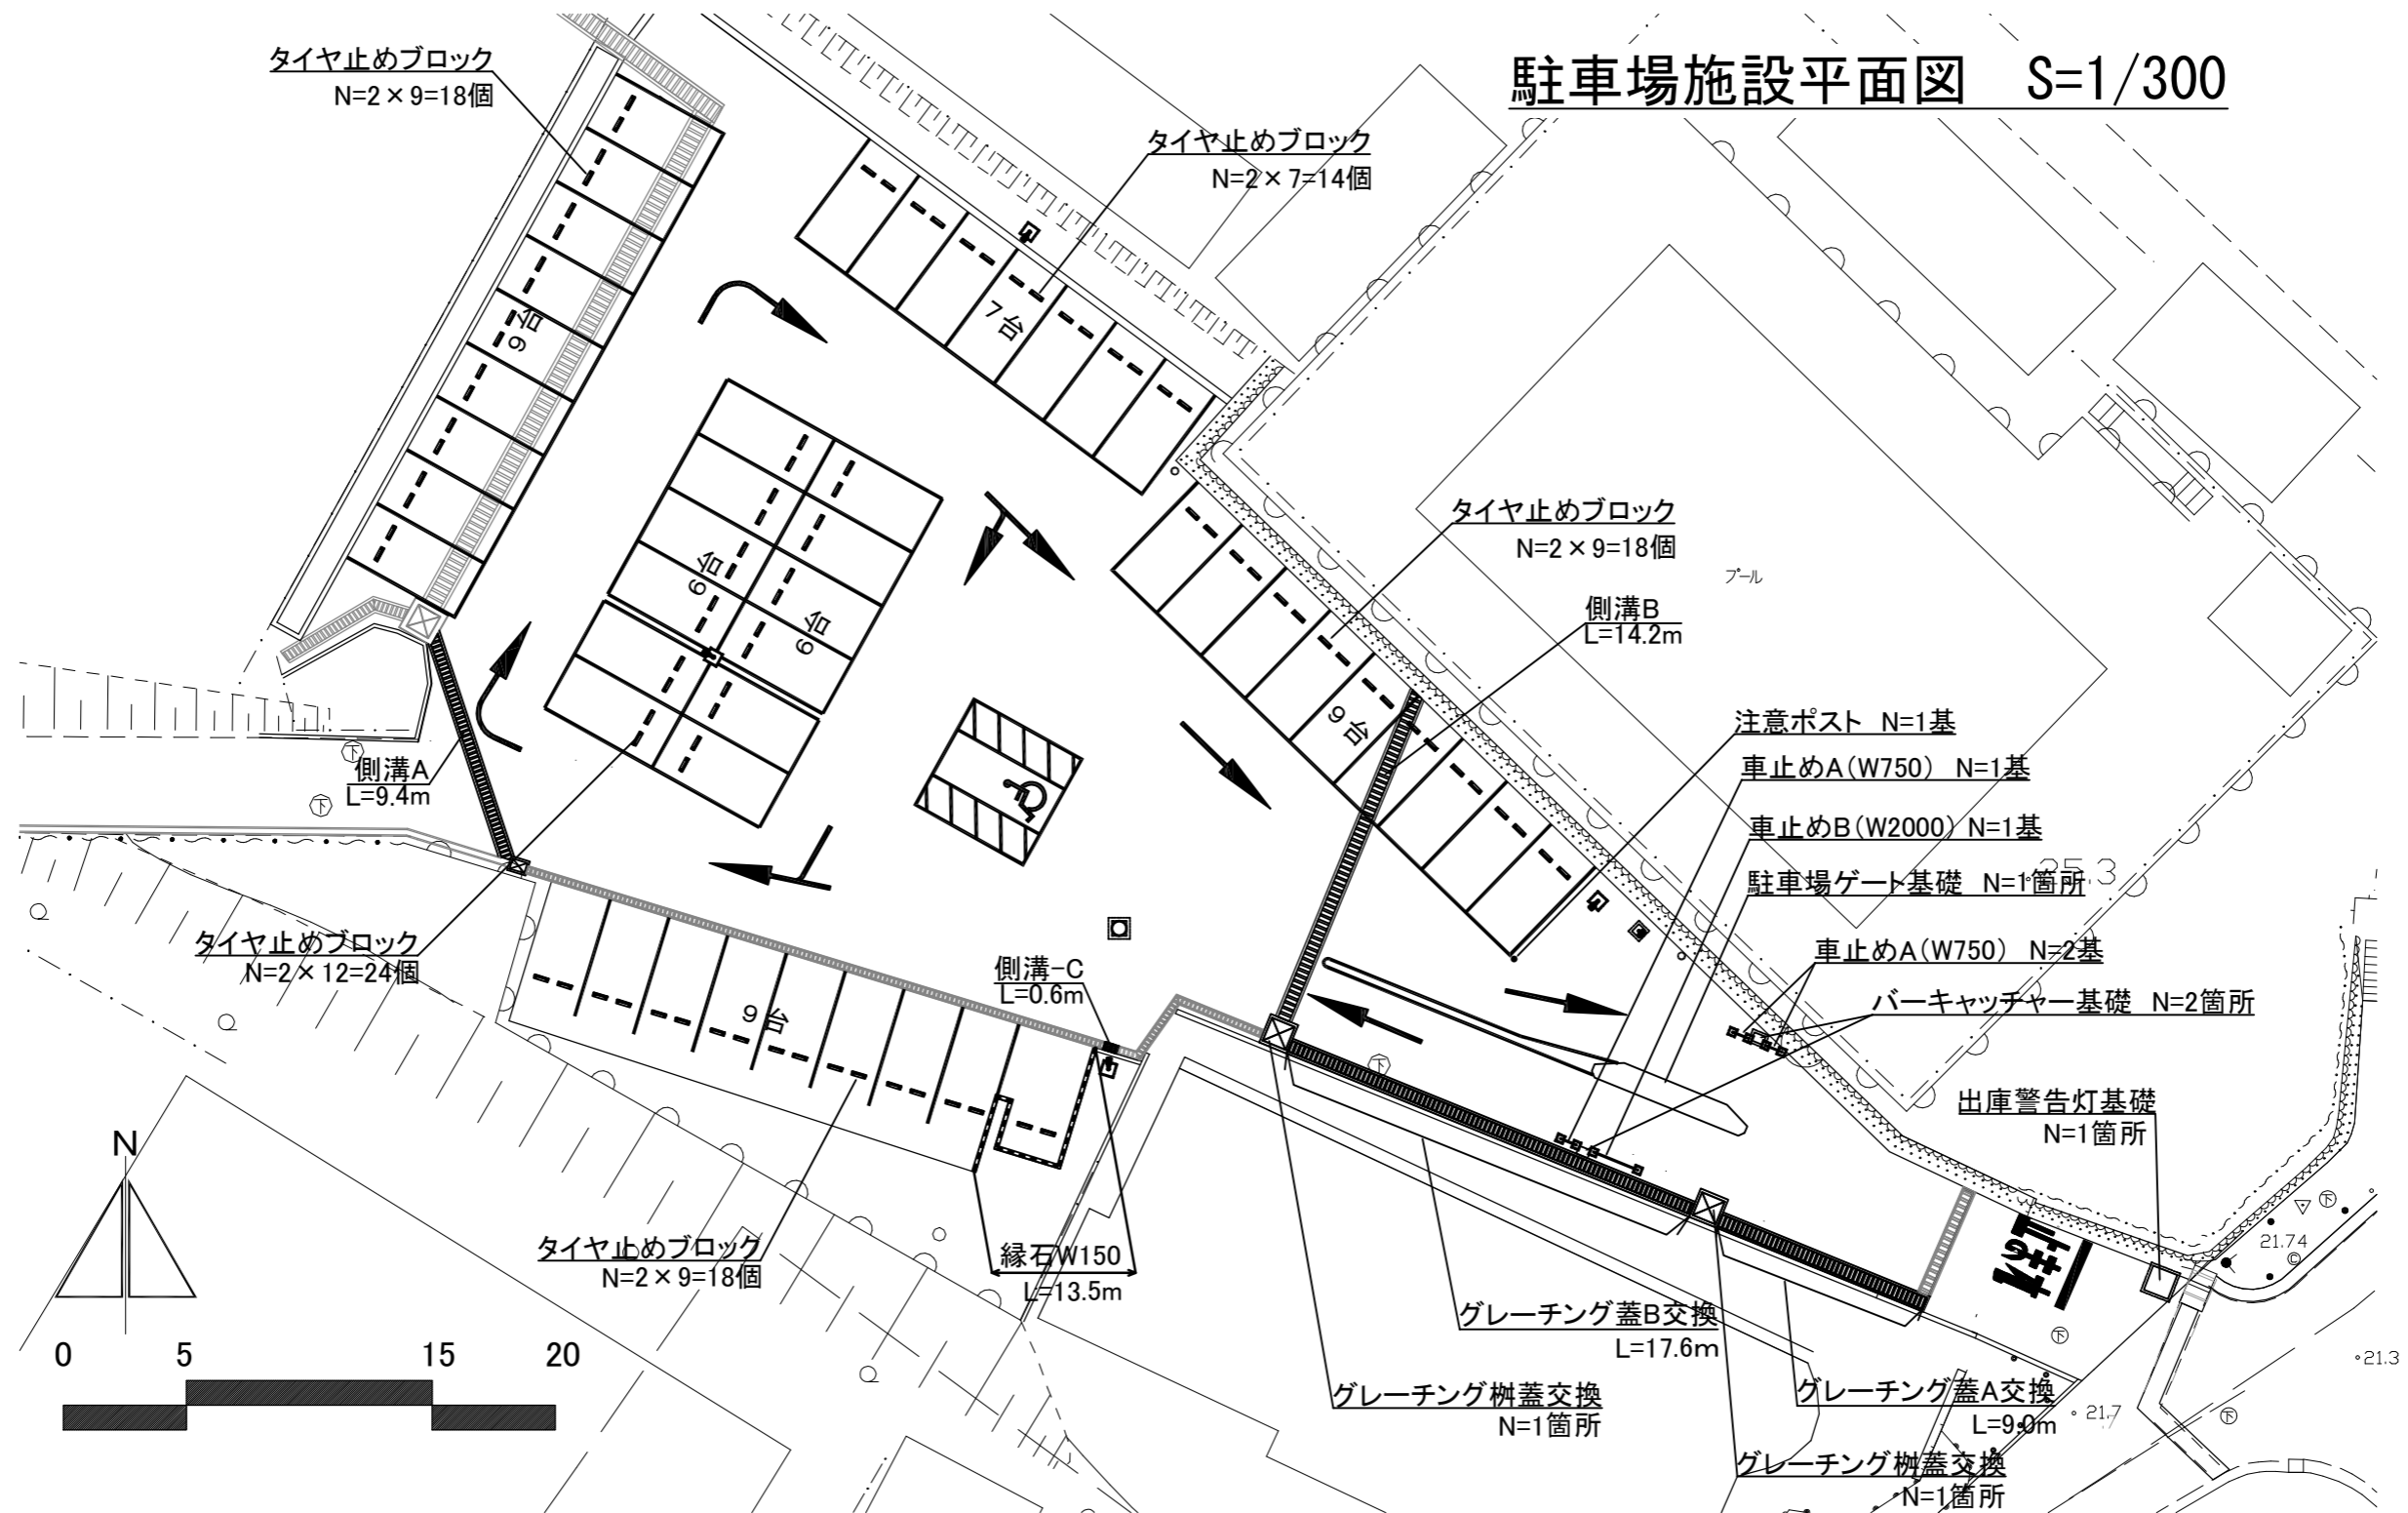 駐車場施設平面図 S=1/300
タイヤ止めブロック
N=2×9=18個
タイヤ止めブロック
N=2×7=14個
9台
7台
タイヤ止めブロック
N=2×9=18個
プール
側溝B
L=14.2m
6台
6台
9台
注意ポスト N=1基
車止めA(W750) N=1基
車止めB(W2000) N=1基
25.3
駐車場ゲート基礎 N=1箇所
車止めA(W750) N=2基
バーキャッチャー基礎 N=2箇所
下
側溝A
L=9.4m
下
タイヤ止めブロック
N=2×12=24個
側溝-C
L=0.6m
9台
下
出庫警告灯基礎
N=1箇所
N
下
21.74
タイヤ止めブロック
N=2×9=18個
縁石W150
L=13.5m
グレーチング蓋B交換
L=17.6m
下
0 5 15 20
21.3
グレーチング桝蓋交換
N=1箇所
グレーチング蓋A交換
L=9.0m
21.7
下
グレーチング桝蓋交換
N=1箇所